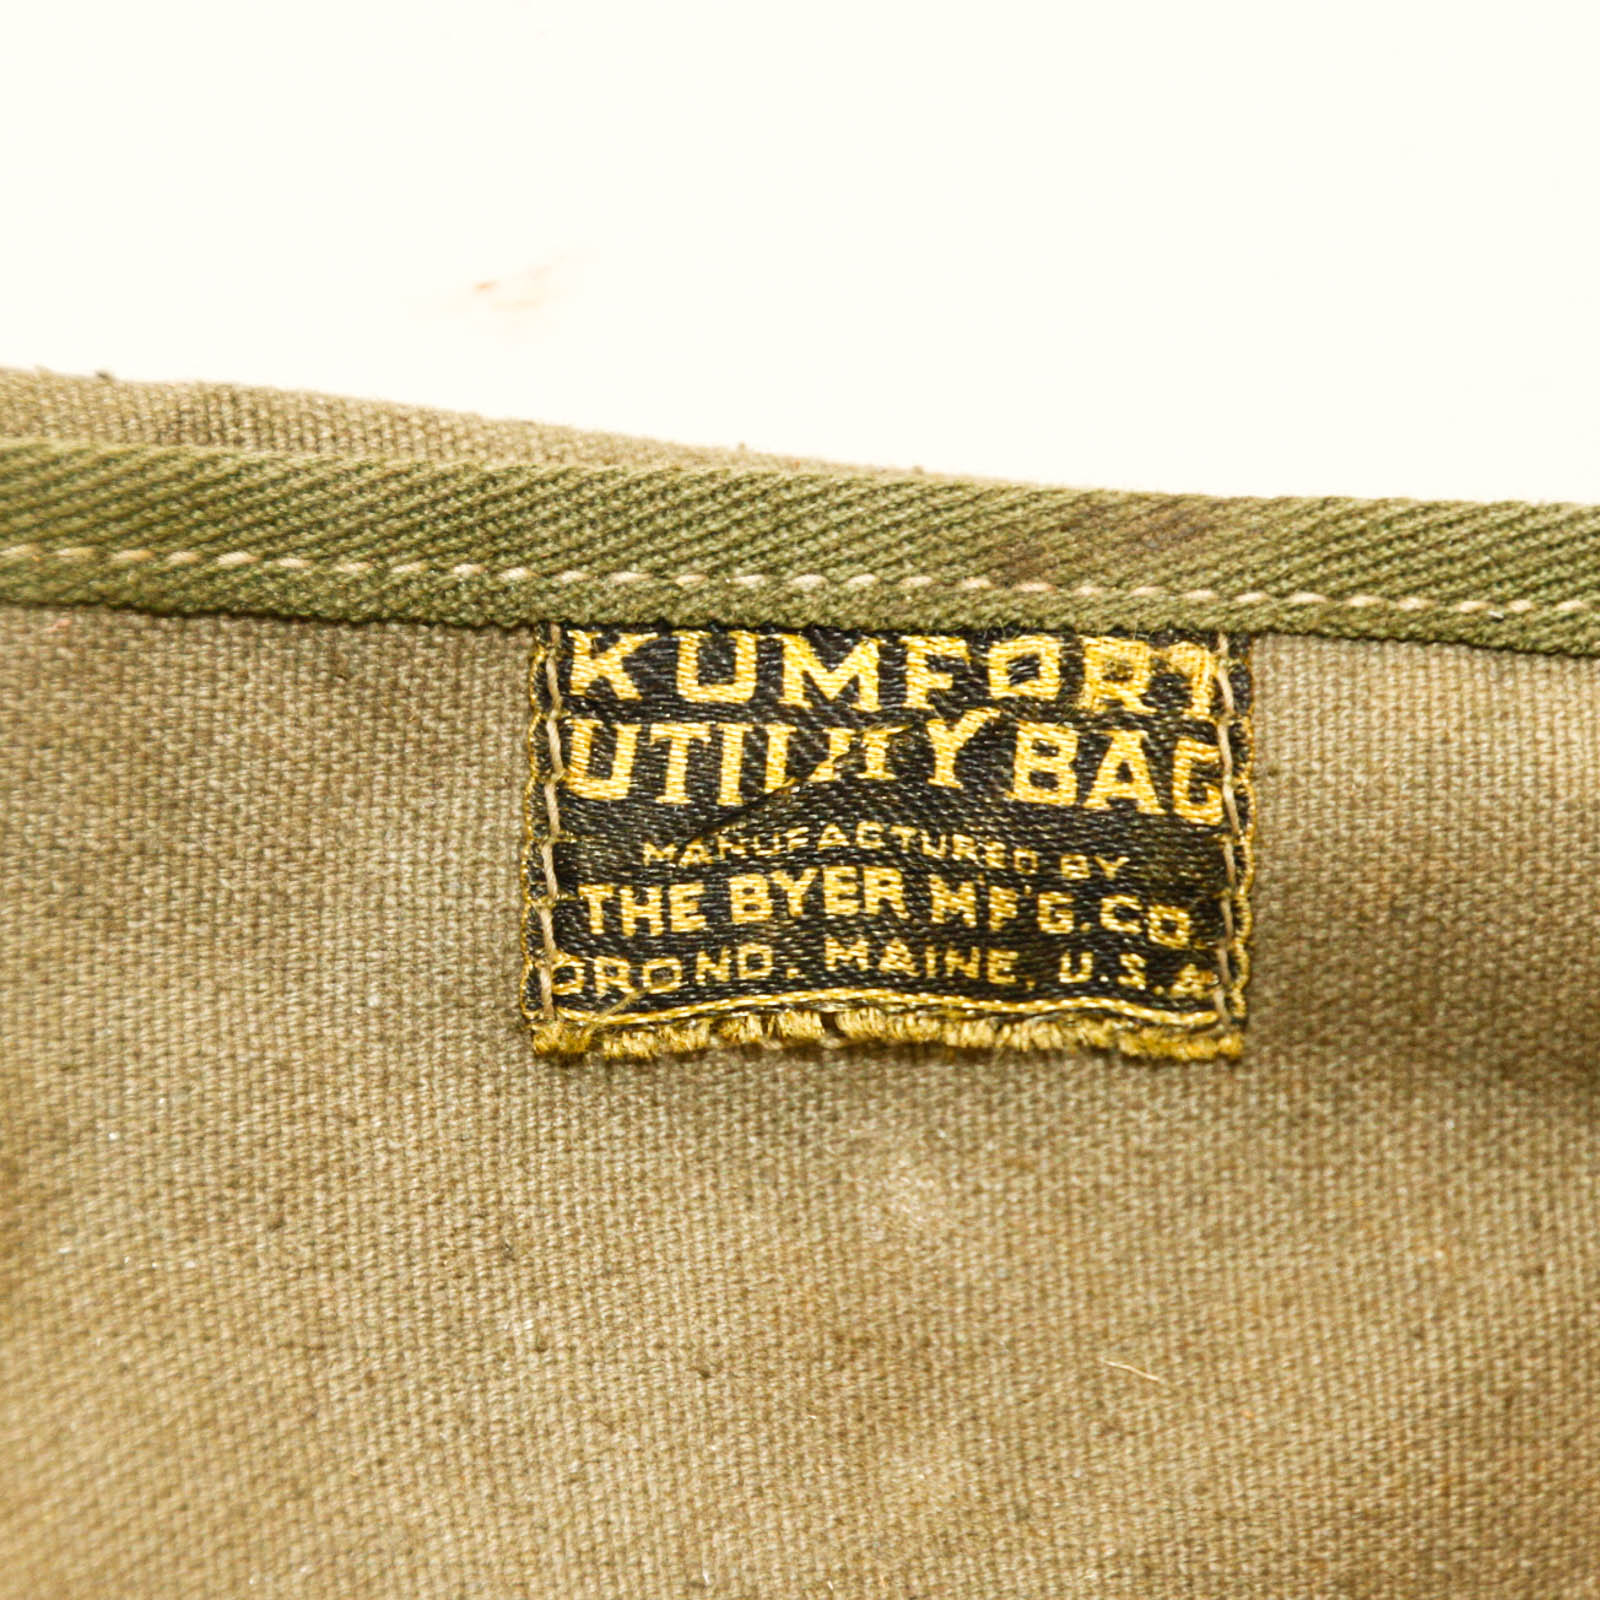 KUMFORT
UTILITY BAG
MANUFACTURED BY
THE BYER MF'G. CO.
ORONO, MAINE, U.S.A.